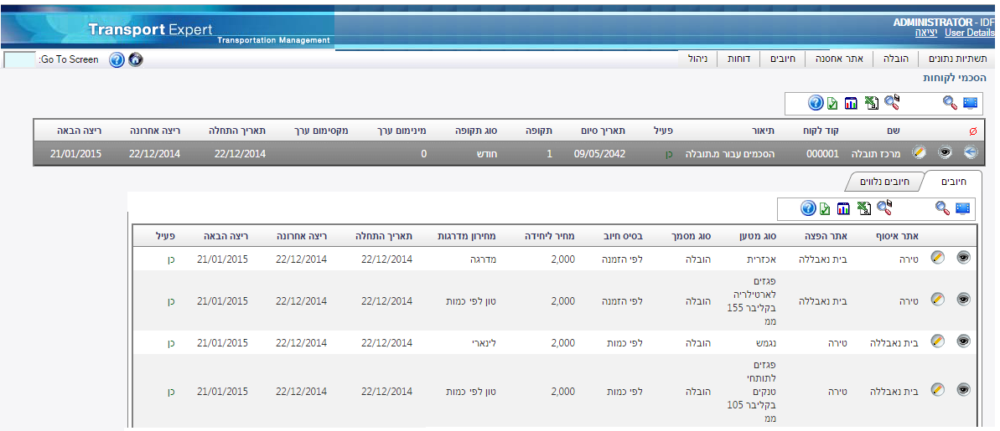 Transport Expert
Transportation Management
ADMINISTRATOR - IDF
User Details יציאה
תשתיות נתונים הובלה אתר אחסנה חיובים דוחות ניהול
Go To Screen:
הסכמי לקוחות
שם קוד לקוח תיאור פעיל תאריך סיום תקופה סוג תקופה מינימום ערך מקסימום ערך תאריך התחלה ריצה אחרונה ריצה הבאה
מרכז תובלה 000001 הסכמים עבור מ.תובלה כן 09/05/2042 1 חודש 0 22/12/2014 22/12/2014 21/01/2015
חיובים חיובים נלווים
אתר איסוף אתר הפצה סוג מטען סוג מסמך בסיס חיוב מחיר ליחידה מחירון מדרגות תאריך התחלה ריצה אחרונה ריצה הבאה פעיל
טירה בית נאבללה אכזרית הובלה לפי הזמנה 2,000 מדרגה 22/12/2014 22/12/2014 21/01/2015 כן
פגזים
לארטילריה
טירה בית נאבללה בקליבר 155 הובלה לפי הזמנה 2,000 טון לפי כמות 22/12/2014 22/12/2014 21/01/2015 כן
ממ
בית נאבללה טירה נגמש הובלה לפי כמות 2,000 לינארי 22/12/2014 22/12/2014 21/01/2015 כן
פגזים
לתותחי
בית נאבללה טירה טנקים הובלה לפי כמות 2,000 טון לפי כמות 22/12/2014 22/12/2014 21/01/2015 כן
בקליבר 105
ממ